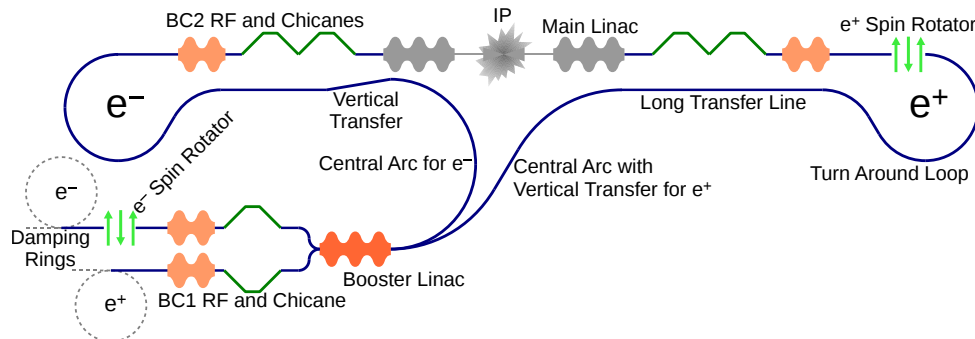 BC2 RF and Chicanes
IP
Main Linac
e⁺ Spin Rotator
e⁻
Vertical
Transfer
Long Transfer Line
e⁺
e⁻ Spin Rotator
Central Arc for e⁻
Central Arc with
Vertical Transfer for e⁺
Turn Around Loop
e⁻
Damping
Rings
Booster Linac
e⁺
BC1 RF and Chicane